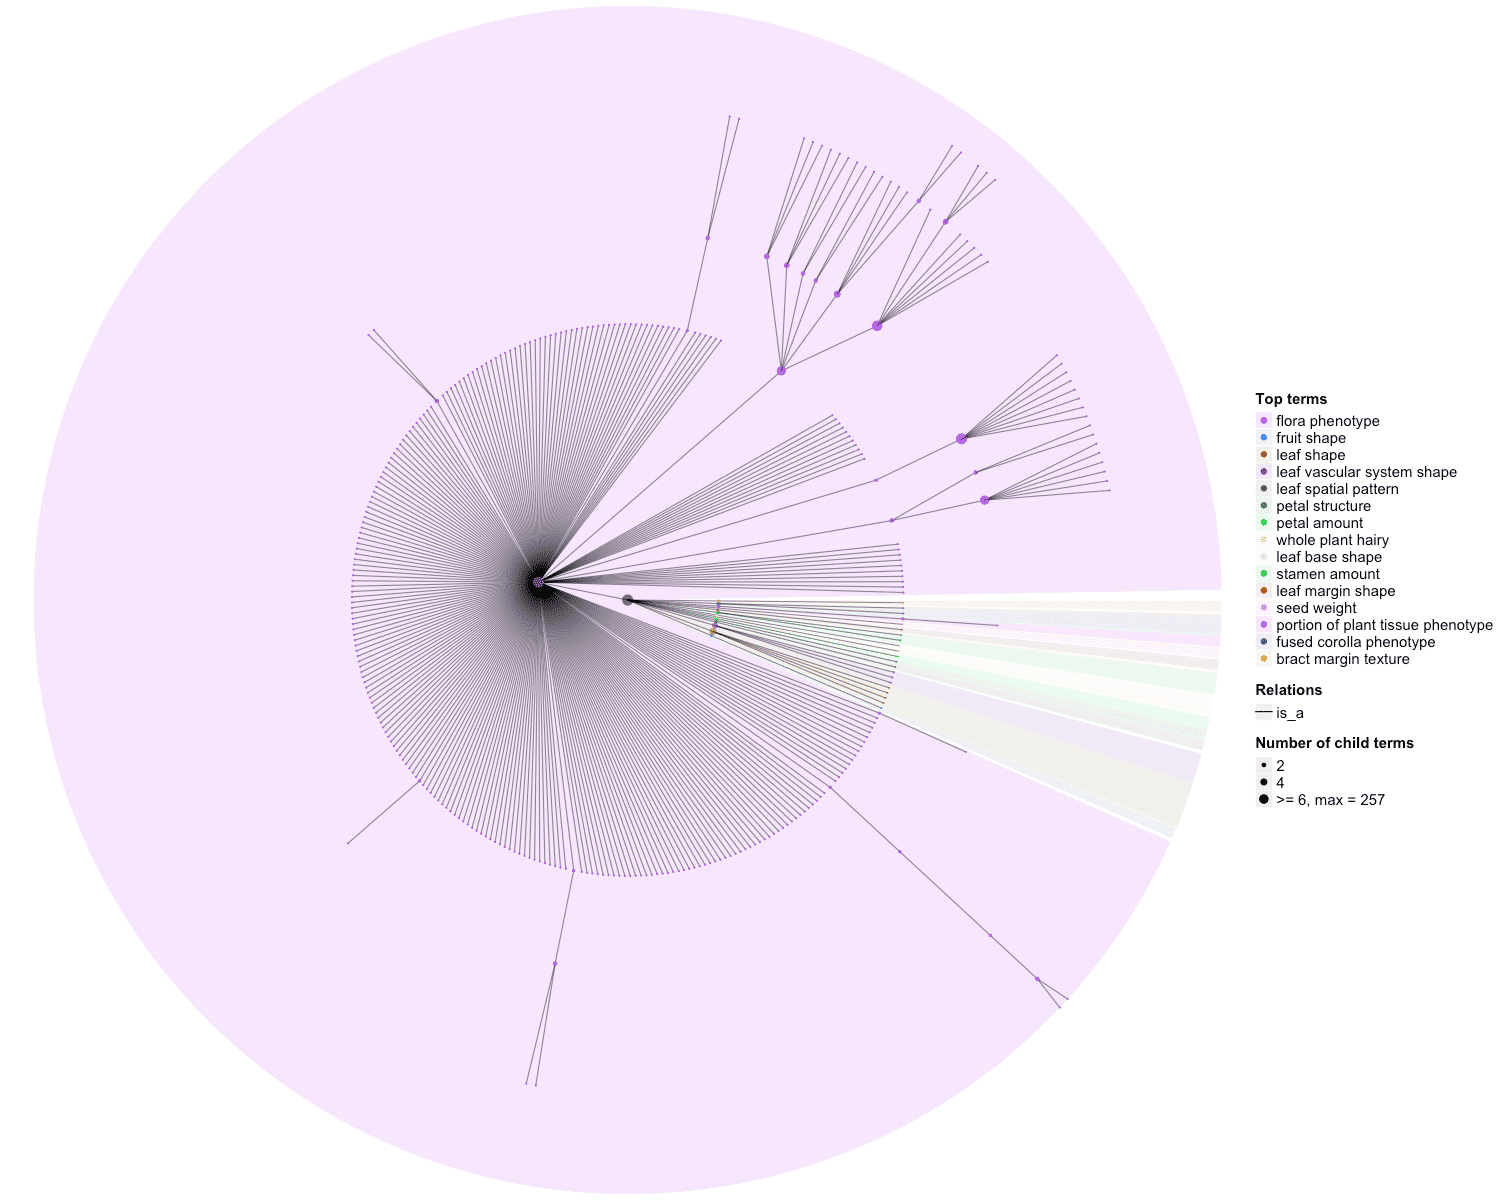 Top terms
flora phenotype
fruit shape
leaf shape
leaf vascular system shape
leaf spatial pattern
petal structure
petal amount
whole plant hairy
leaf base shape
stamen amount
leaf margin shape
seed weight
portion of plant tissue phenotype
fused corolla phenotype
bract margin texture
Relations
is_a
Number of child terms
2
4
>= 6, max = 257